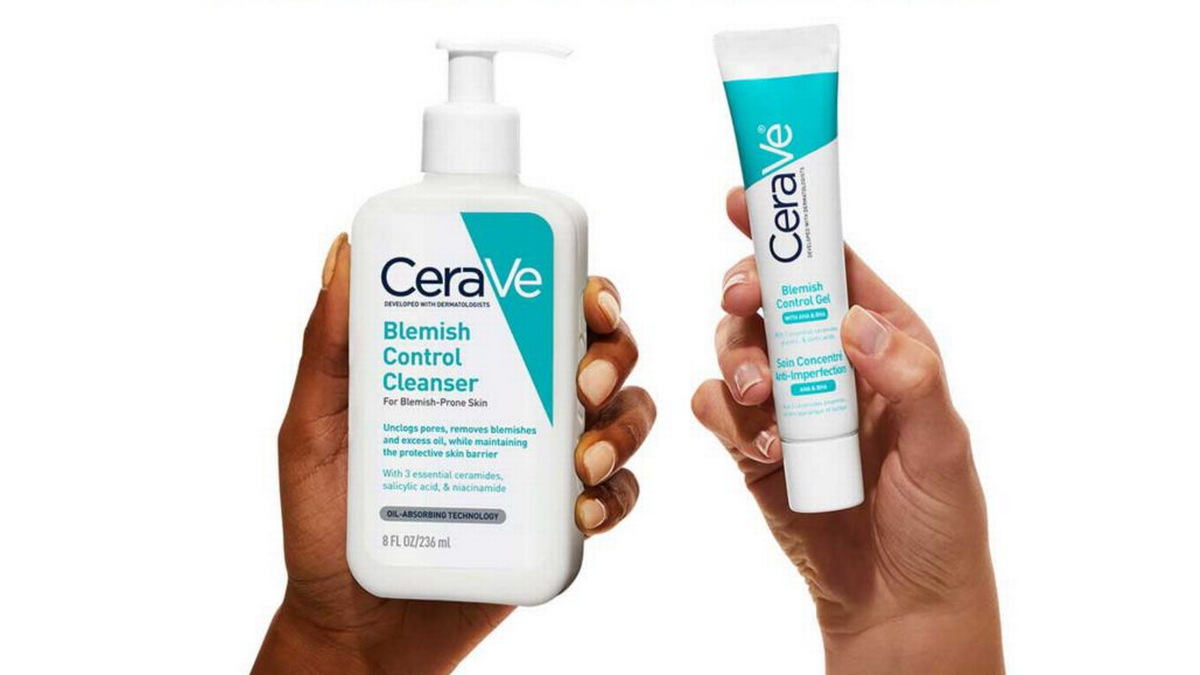 CeraVe
DEVELOPED WITH DERMATOLOGISTS
Blemish
Control
Cleanser
For Blemish-Prone Skin
Unclogs pores, removes blemishes
and excess oil, while maintaining
the protective skin barrier
With 3 essential ceramides,
salicylic acid, & niacinamide
OIL-ABSORBING TECHNOLOGY
8 FL OZ/236 ml
CeraVe®
DEVELOPED WITH DERMATOLOGISTS
Blemish
Control Gel
WITH AHA & BHA
Soin Concentré
Anti-Imperfections
AHA & BHA